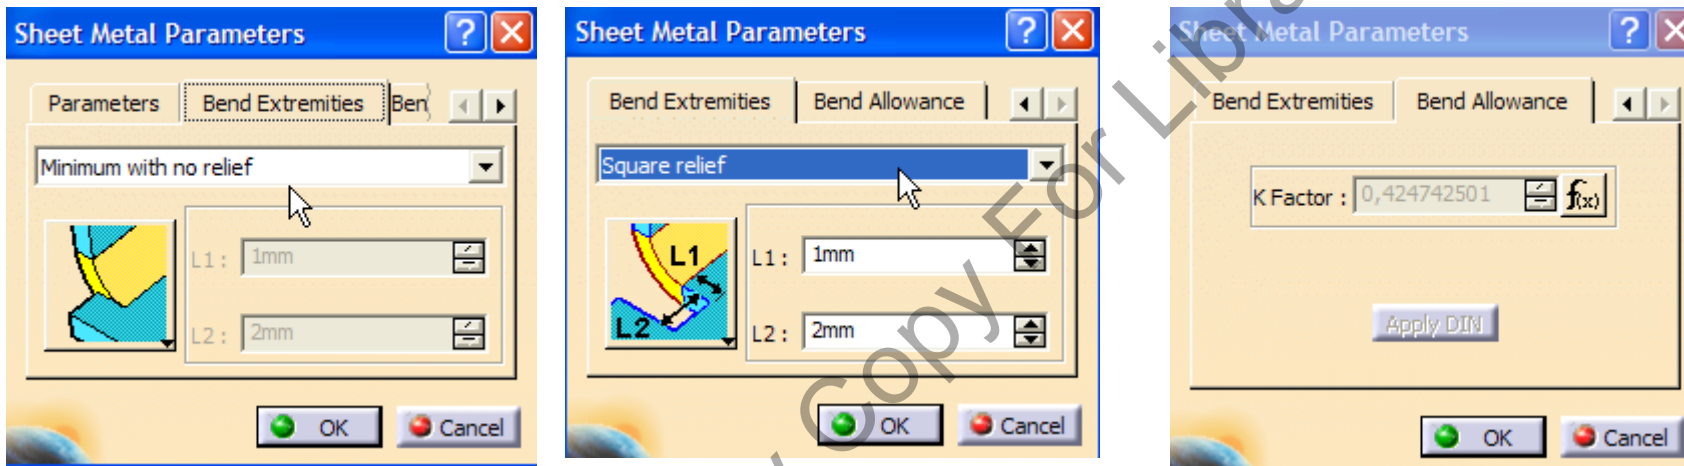 Sheet Metal Parameters
Parameters Bend Extremities Ben
Minimum with no relief
L1 : 1mm
L2 : 2mm
OK Cancel
Sheet Metal Parameters
Bend Extremities Bend Allowance
Square relief
L1
L2
L1 : 1mm
L2 : 2mm
OK Cancel
Sheet Metal Parameters
Bend Extremities Bend Allowance
K Factor : 0,424742501 f(x)
Apply DIN
OK Cancel
Copy For Libra